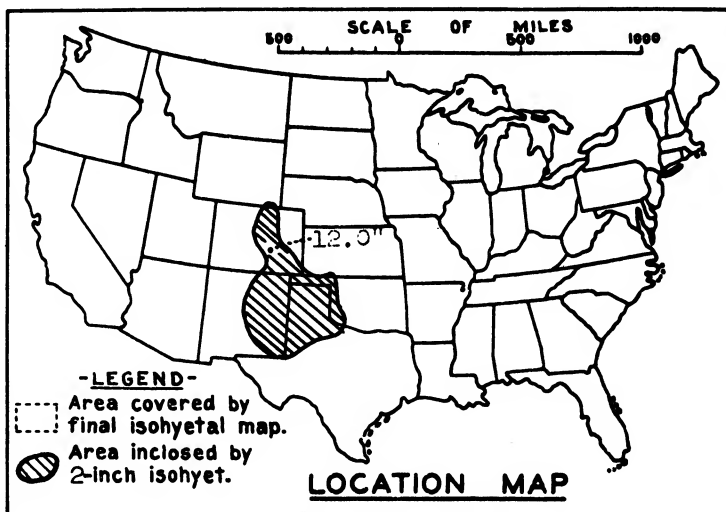 SCALE OF MILES
500 0 500 1000
12.0"
-LEGEND-
Area covered by
final isohyetal map.
Area inclosed by
2-inch isohyet.
LOCATION MAP